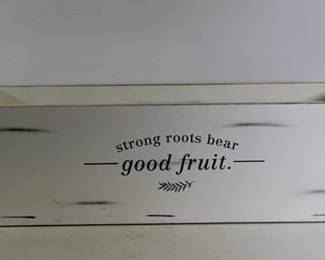 strong roots bear
good fruit.